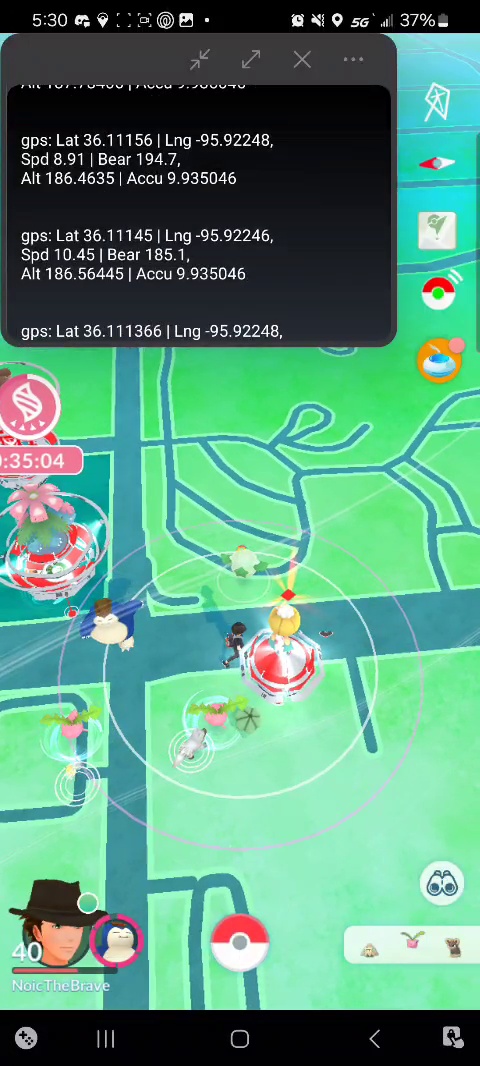 5:30
5G
37%
gps: Lat 36.11156 | Lng -95.92248,
Spd 8.91 | Bear 194.7,
Alt 186.4635 | Accu 9.935046
gps: Lat 36.11145 | Lng -95.92246,
Spd 10.45 | Bear 185.1,
Alt 186.56445 | Accu 9.935046
gps: Lat 36.111366 | Lng -95.92248,
:35:04
40
NoicTheBrave